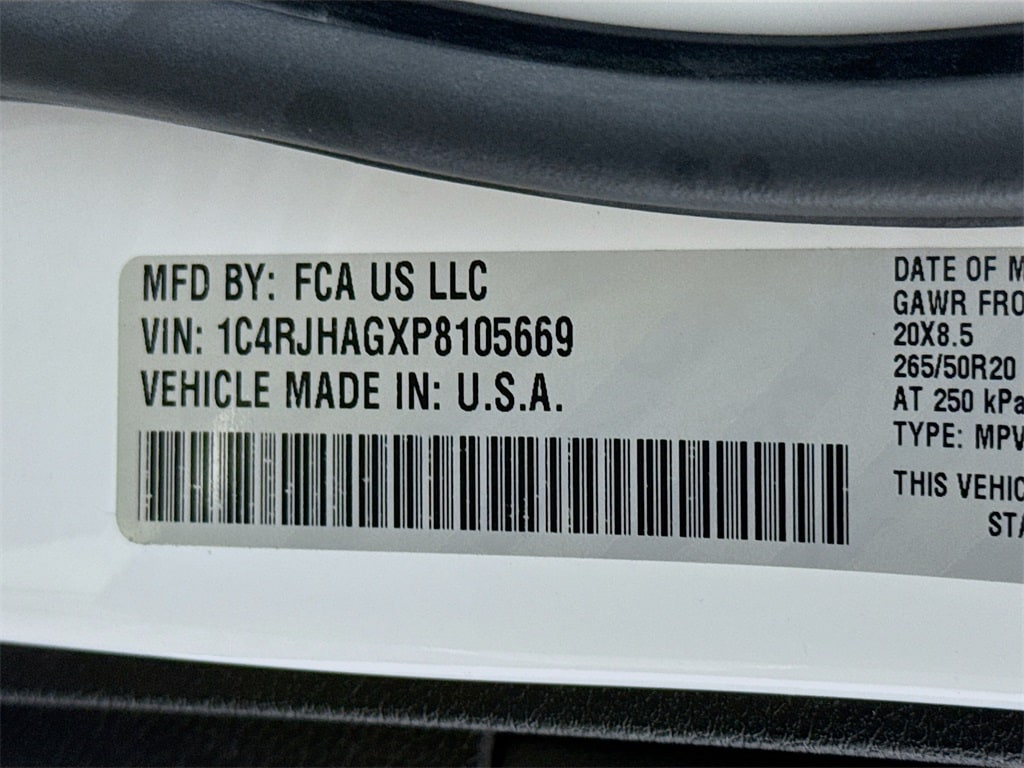 MFD BY: FCA US LLC
VIN: 1C4RJHAGXP8105669
VEHICLE MADE IN: U.S.A.
DATE OF M
GAWR FRO
20X8.5
265/50R20
AT 250 kPa
TYPE: MPV
THIS VEHIC
STA